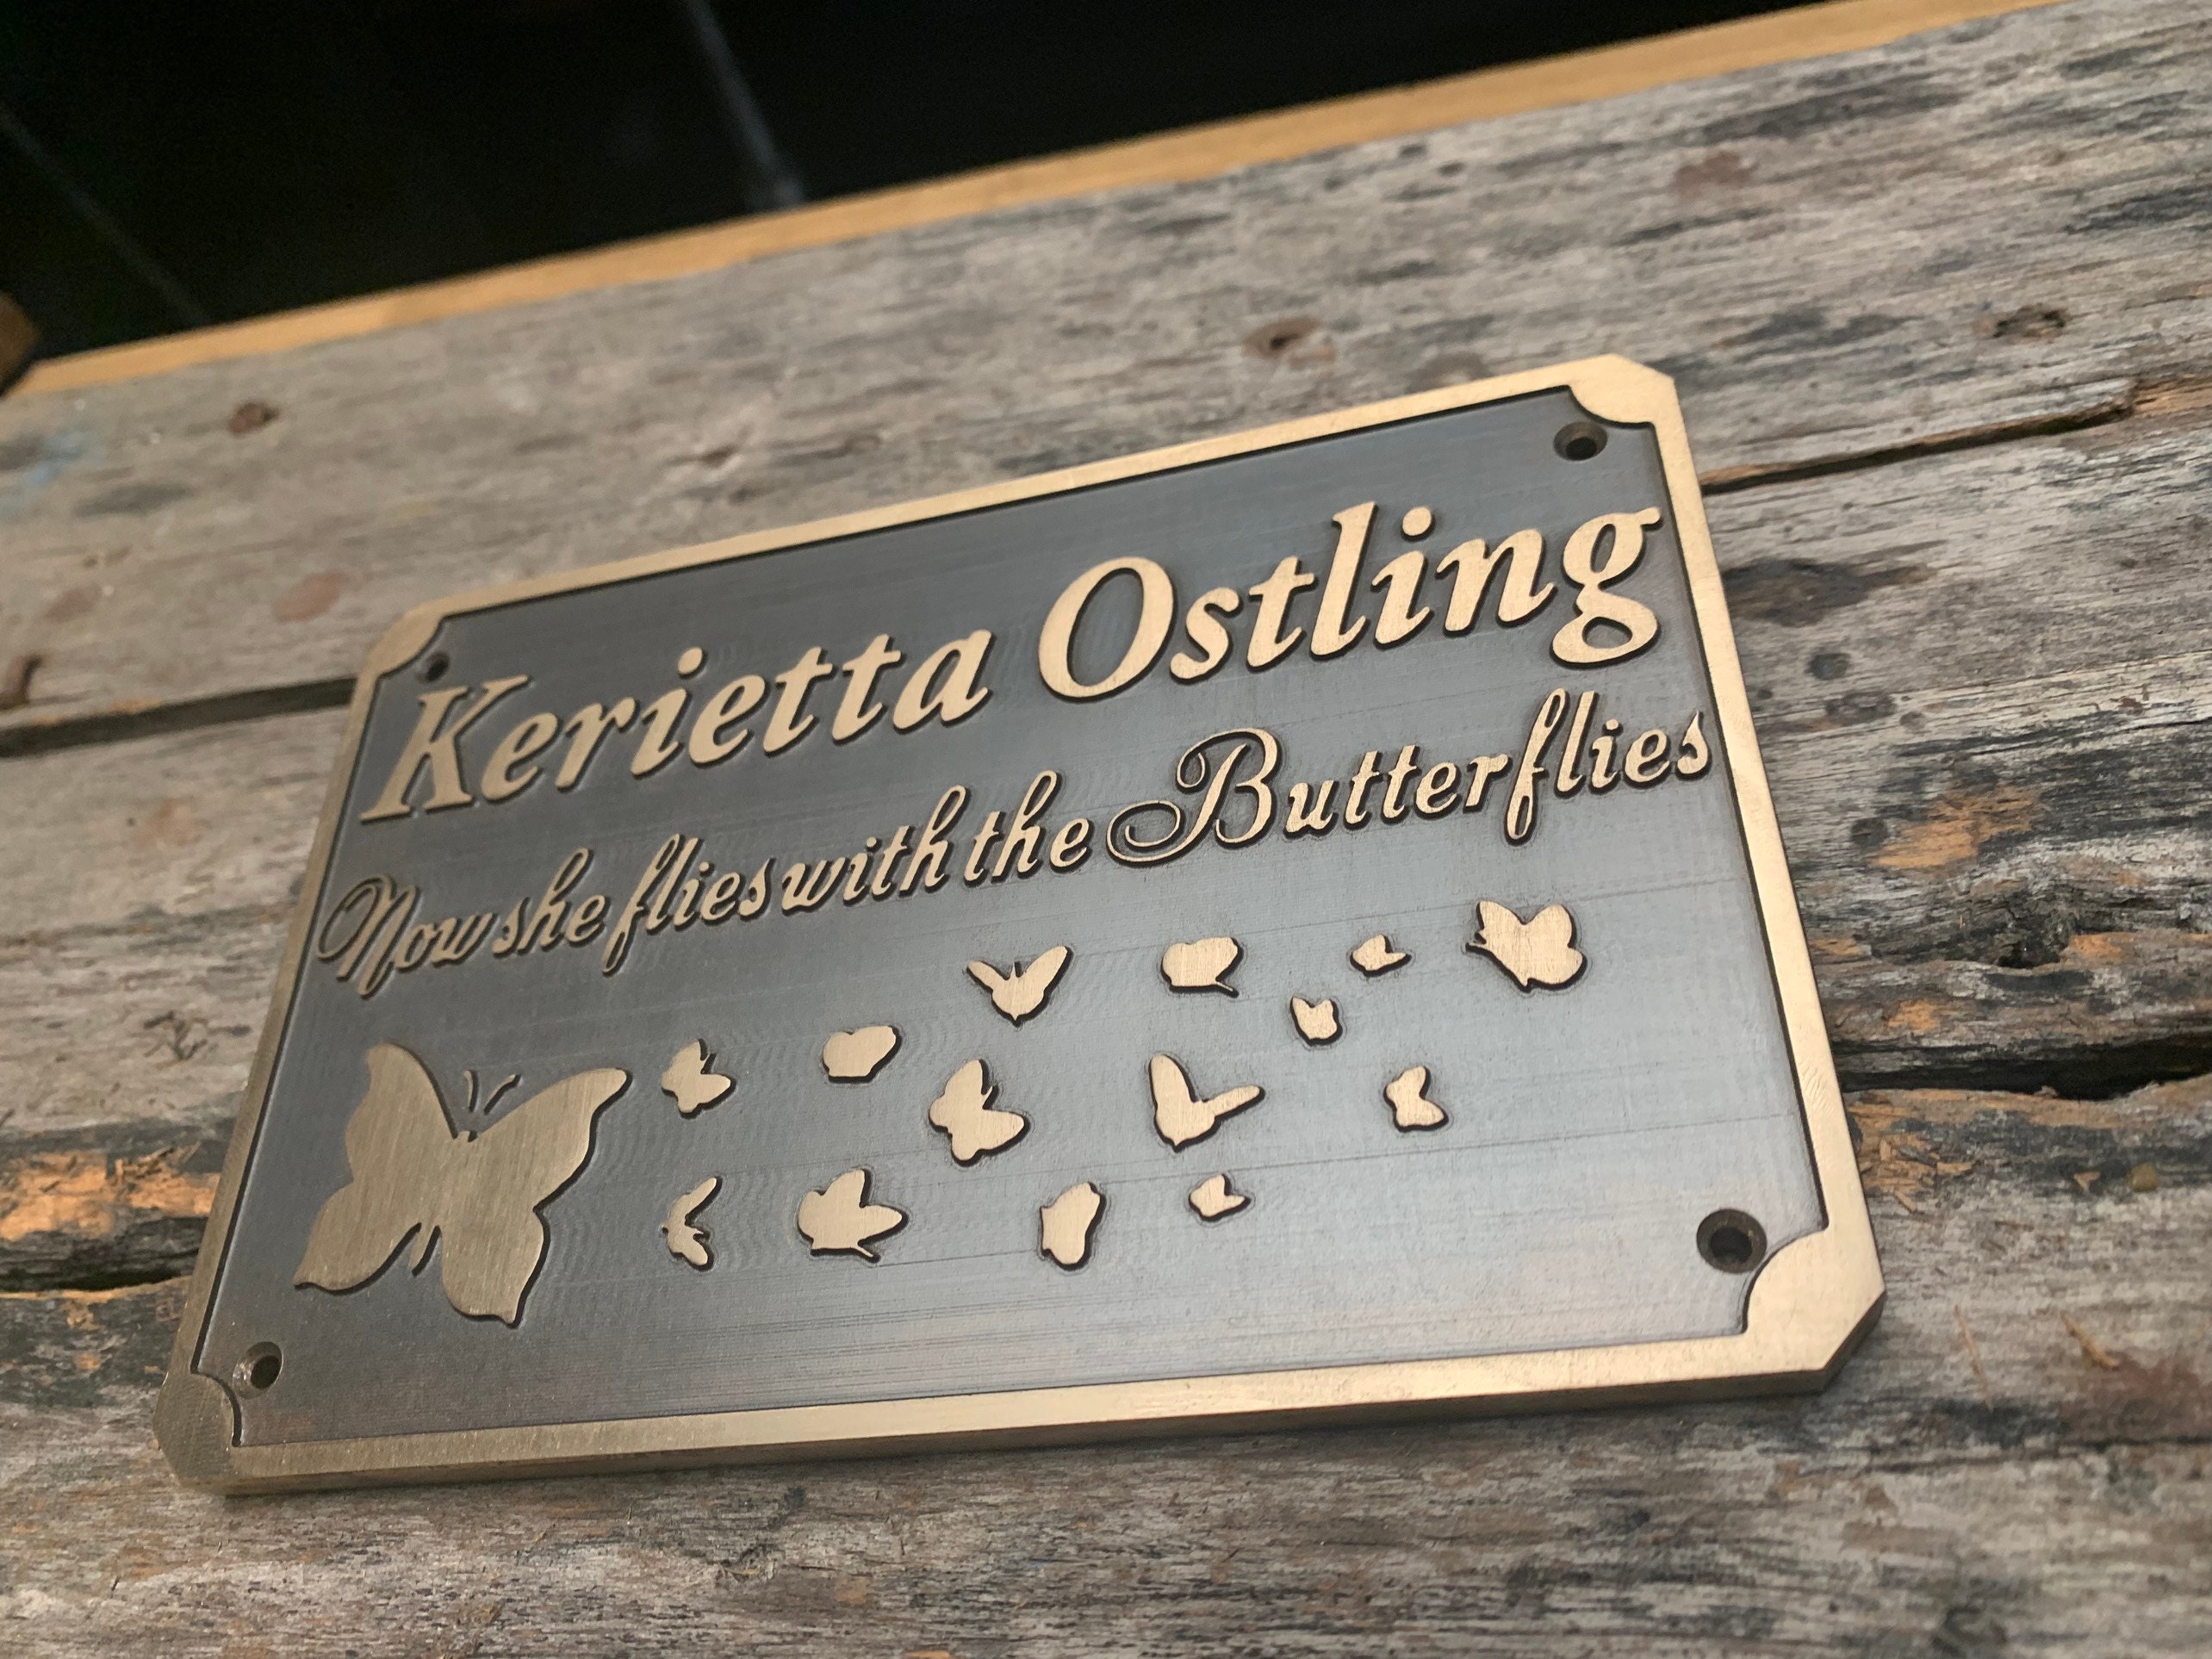 Kerietta Ostling
Now she flies with the Butterflies